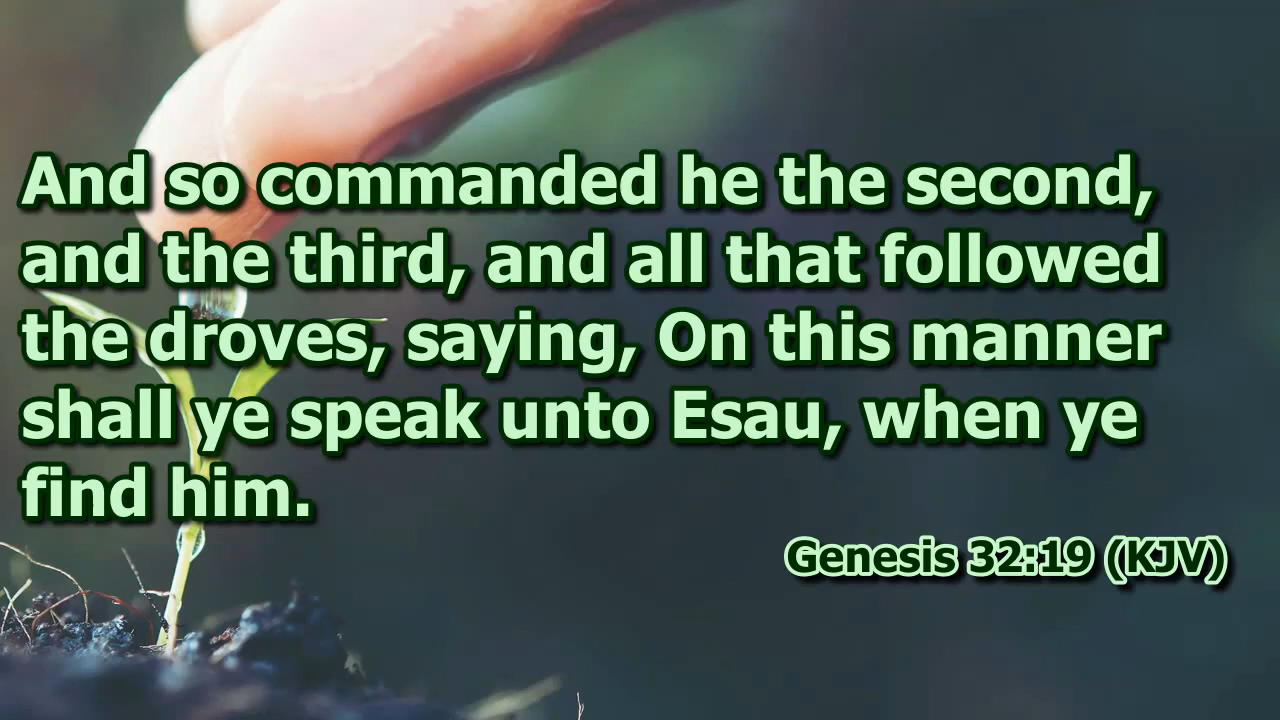 And so commanded he the second,
and the third, and all that followed
the droves, saying, On this manner
shall ye speak unto Esau, when ye
find him.
Genesis 32:19 (KJV)